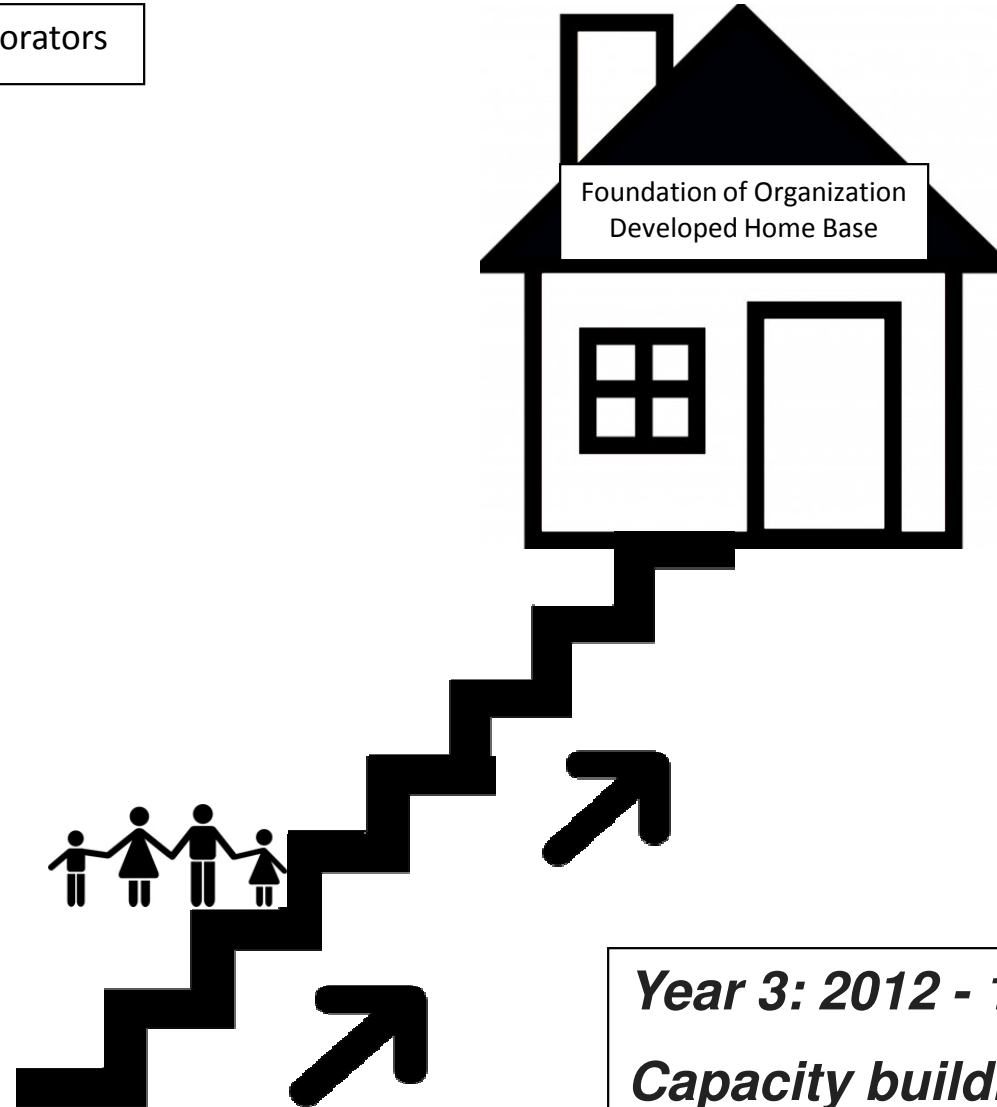 orators
Foundation of Organization
Developed Home Base
Year 3: 2012 -
Capacity build